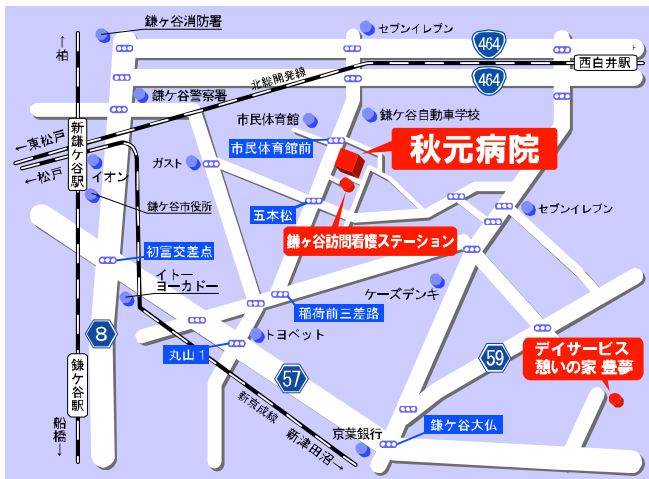 鎌ケ谷消防署
セブンイレブン
464
←柏
西白井駅
464
北総開発線
鎌ケ谷警察署
市民体育館
鎌ケ谷自動車学校
←東松戸
新鎌ケ谷駅
市民体育館前
秋元病院
←松戸
イオン
ガスト
鎌ケ谷市役所
五本松
セブンイレブン
鎌ヶ谷訪問看護ステーション
初富交差点
イトー
ヨーカドー
ケーズデンキ
稲荷前三差路
8
トヨペット
丸山1
デイサービス
憩いの家 豊夢
59
57
鎌ケ谷駅
新京成線
船橋→
京葉銀行
鎌ケ谷大仏
新津田沼→